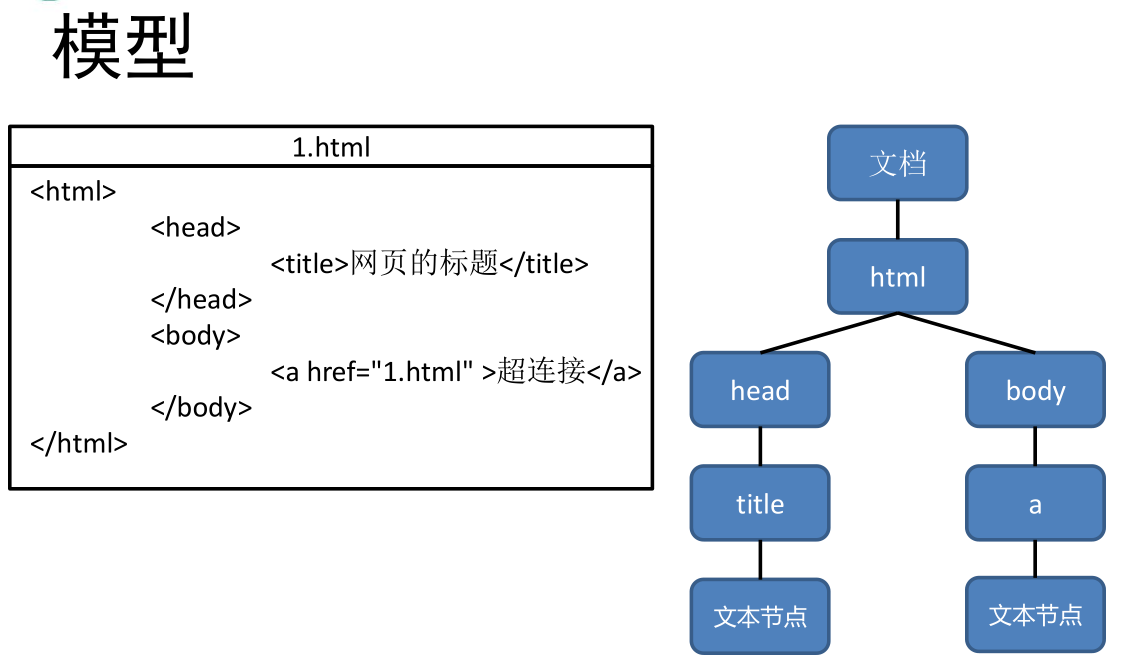 模型
1.html
<html>
<head>
<title>网页的标题</title>
</head>
<body>
<a href="1.html" >超连接</a>
</body>
</html>
文档
html
head
body
title
a
文本节点
文本节点